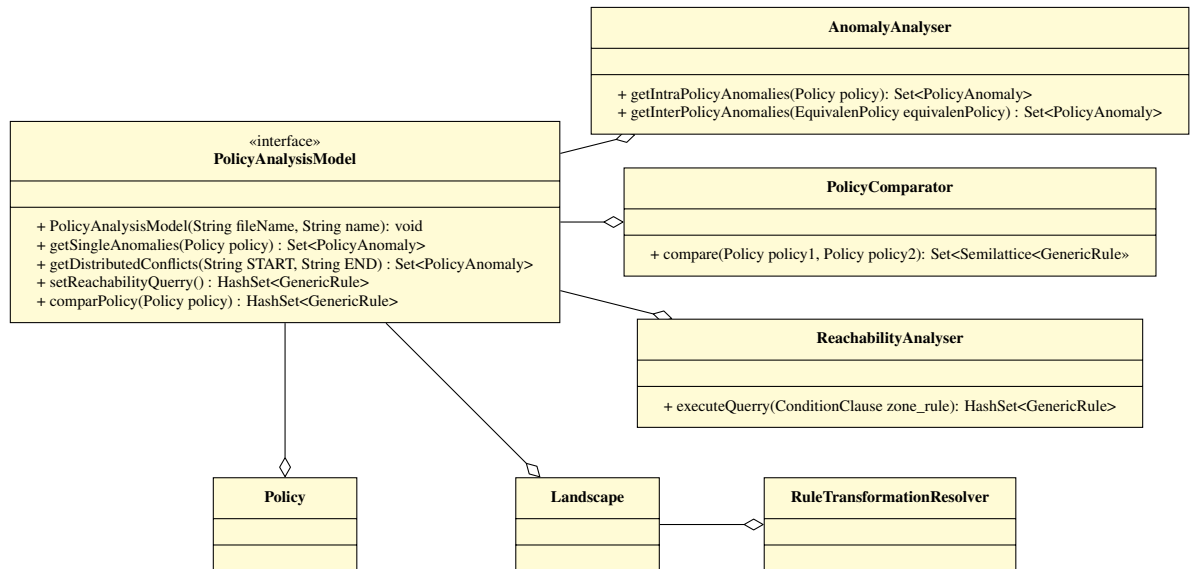 AnomalyAnalyser
+ getIntraPolicyAnomalies(Policy policy): Set<PolicyAnomaly>
+ getInterPolicyAnomalies(EquivalenPolicy equivalenPolicy) : Set<PolicyAnomaly>
«interface»
PolicyAnalysisModel
+ PolicyAnalysisModel(String fileName, String name): void
+ getSingleAnomalies(Policy policy) : Set<PolicyAnomaly>
+ getDistributedConflicts(String START, String END) : Set<PolicyAnomaly>
+ setReachabilityQuerry() : HashSet<GenericRule>
+ comparPolicy(Policy policy) : HashSet<GenericRule>
PolicyComparator
+ compare(Policy policy1, Policy policy2): Set<Semilattice<GenericRule»
ReachabilityAnalyser
+ executeQuerry(ConditionClause zone_rule): HashSet<GenericRule>
Policy
Landscape
RuleTransformationResolver